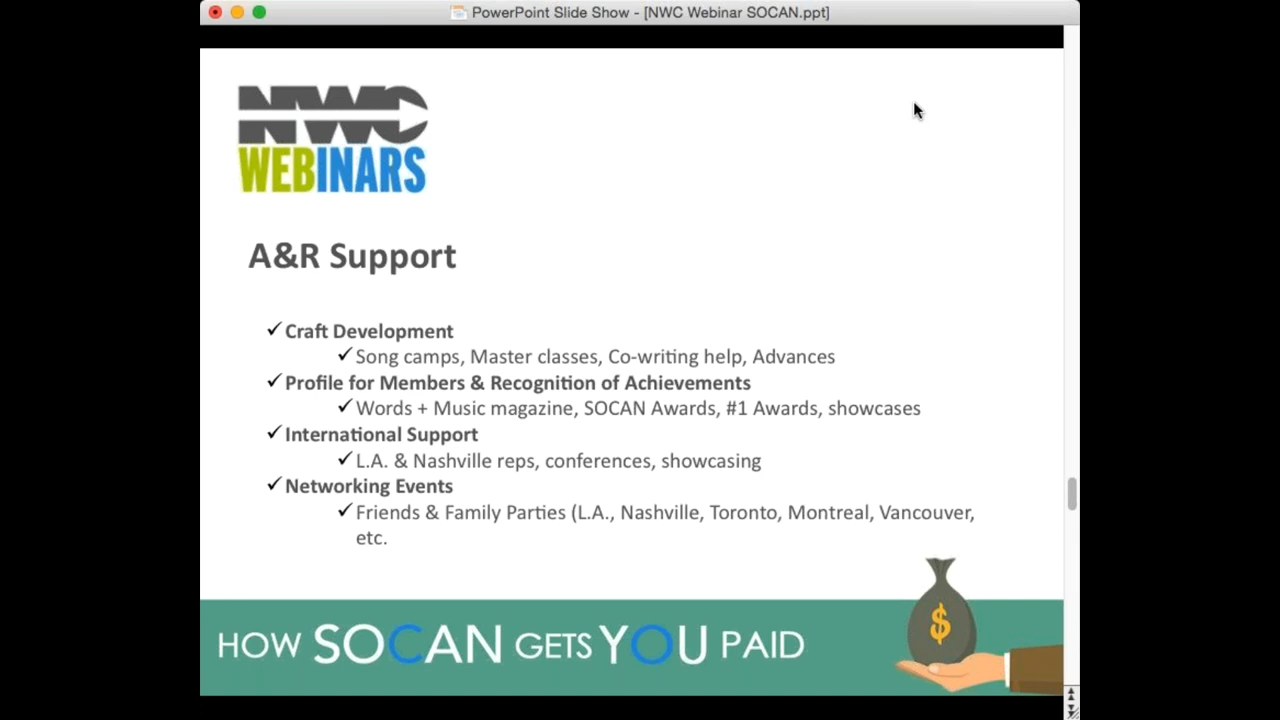 PowerPoint Slide Show - [NWC Webinar SOCAN.ppt]
NWC
WEBINARS
A&R Support
✓Craft Development
✓Song camps, Master classes, Co-writing help, Advances
✓Profile for Members & Recognition of Achievements
✓Words + Music magazine, SOCAN Awards, #1 Awards, showcases
✓International Support
✓L.A. & Nashville reps, conferences, showcasing
✓Networking Events
✓Friends & Family Parties (L.A., Nashville, Toronto, Montreal, Vancouver,
etc.
$
HOW SOCAN GETS YOU PAID